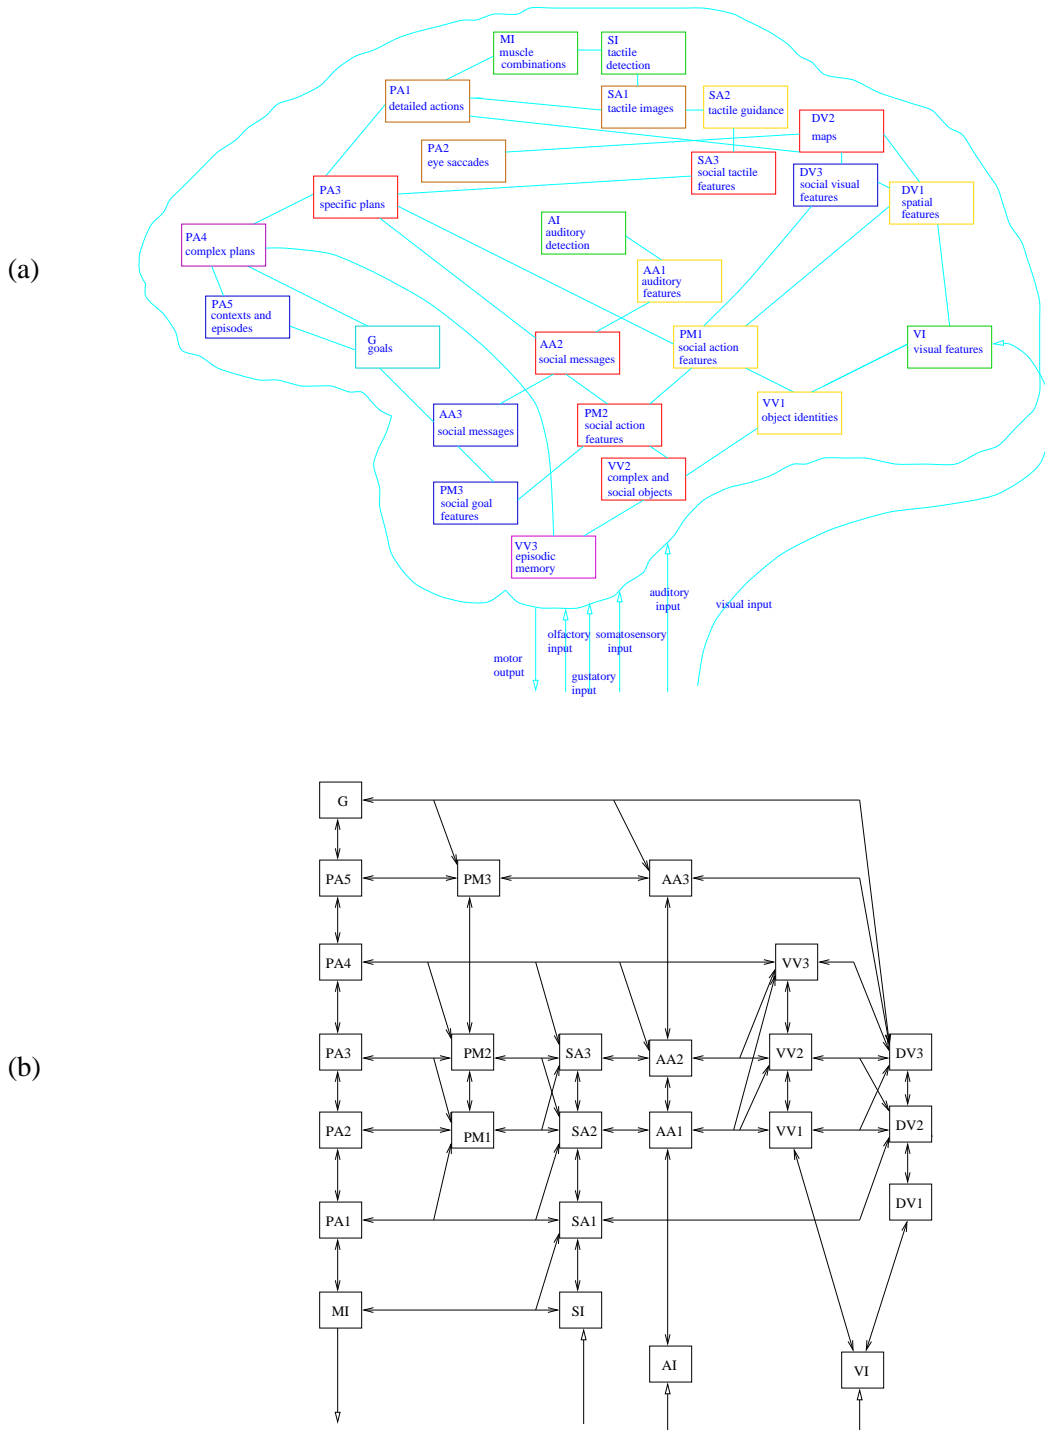 (a)
MI
muscle
combinations
SI
tactile
detection
PA1
detailed actions
SA1
tactile images
SA2
tactile guidance
DV2
maps
PA2
eye saccades
SA3
social tactile
features
DV3
social visual
features
DV1
spatial
features
PA3
specific plans
PA4
complex plans
AI
auditory
detection
AA1
auditory
features
PA5
contexts and
episodes
G
goals
AA2
social messages
PM1
social action
features
VI
visual features
AA3
social messages
PM2
social action
features
VV1
object identities
VV2
complex and
social objects
PM3
social goal
features
VV3
episodic
memory
motor
output
olfactory
input
gustatory
input
somatosensory
input
auditory
input
visual input
(b)
G
PA5
PM3
AA3
PA4
VV3
PA3
PM2
SA3
AA2
VV2
DV3
PA2
PM1
SA2
AA1
VV1
DV2
PA1
SA1
DV1
MI
SI
AI
VI